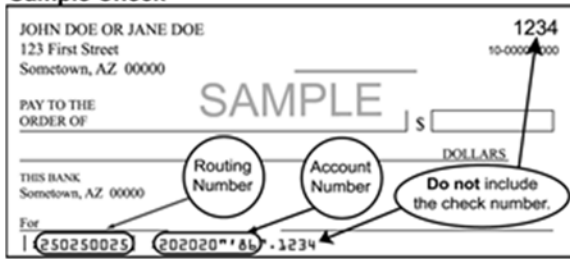 Sample Check
JOHN DOE OR JANE DOE
1234
123 First Street
Sometown, AZ 00000
SAMPLE
PAY TO THE
ORDER OF
$
DOLLARS
Routing
Number
Account
Number
Do not include
the check number.
THIS BANK
Sometown, AZ 00000
For
250250025
202020"'86".1234